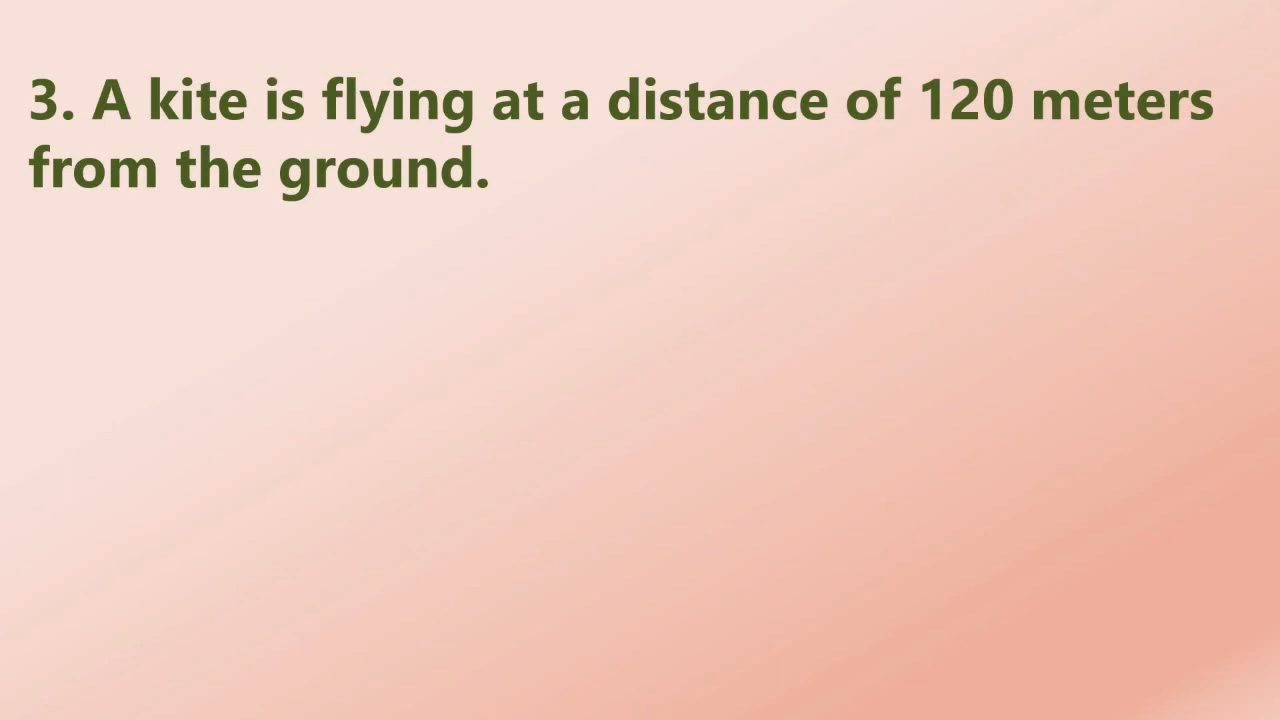 3. A kite is flying at a distance of 120 meters
from the ground.